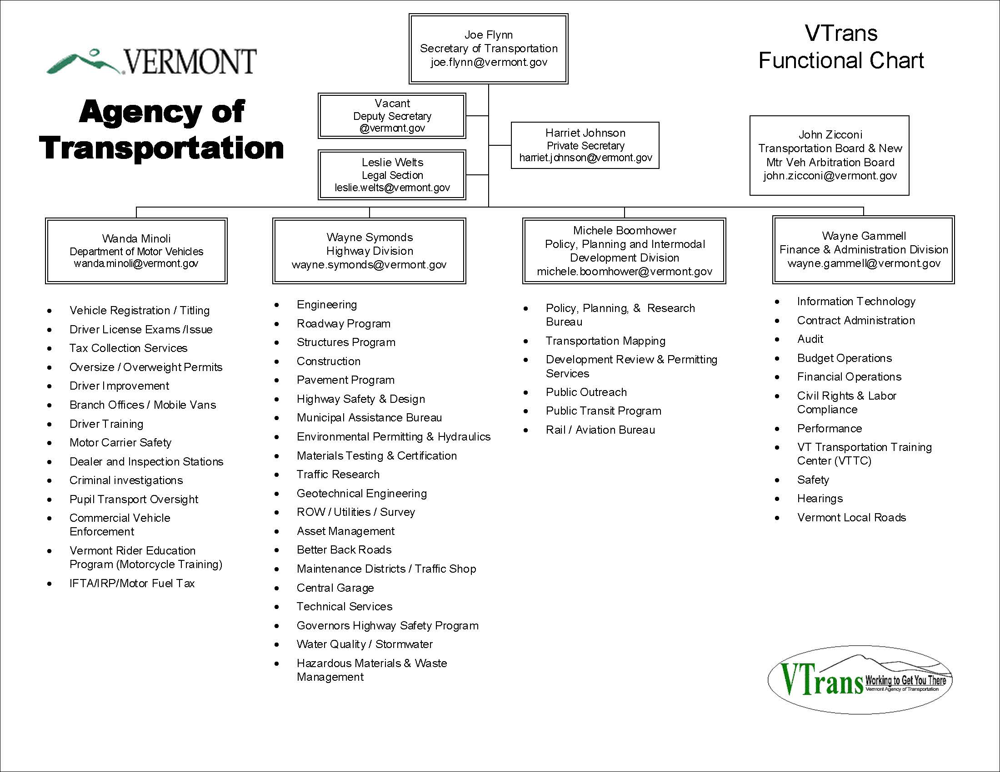 Joe Flynn
Secretary of Transportation
joe.flynn@vermont.gov
VTrans
Functional Chart
VERMONT
Agency of
Transportation
Vacant
Deputy Secretary
@vermont.gov
Harriet Johnson
Private Secretary
harriet.johnson@vermont.gov
Leslie Welts
Legal Section
leslie.welts@vermont.gov
John Zicconi
Transportation Board & New
Mtr Veh Arbitration Board
john.zicconi@vermont.gov
Wanda Minoli
Department of Motor Vehicles
wanda.minoli@vermont.gov
Wayne Symonds
Highway Division
wayne.symonds@vermont.gov
Michele Boomhower
Policy, Planning and Intermodal
Development Division
michele.boomhower@vermont.gov
Wayne Gammell
Finance & Administration Division
wayne.gammell@vermont.gov
• Vehicle Registration / Titling
• Driver License Exams /Issue
• Tax Collection Services
• Oversize / Overweight Permits
• Driver Improvement
• Branch Offices / Mobile Vans
• Driver Training
• Motor Carrier Safety
• Dealer and Inspection Stations
• Criminal investigations
• Pupil Transport Oversight
• Commercial Vehicle
Enforcement
• Vermont Rider Education
Program (Motorcycle Training)
• IFTA/IRP/Motor Fuel Tax
• Engineering
• Roadway Program
• Structures Program
• Construction
• Pavement Program
• Highway Safety & Design
• Municipal Assistance Bureau
• Environmental Permitting & Hydraulics
• Materials Testing & Certification
• Traffic Research
• Geotechnical Engineering
• ROW / Utilities / Survey
• Asset Management
• Better Back Roads
• Maintenance Districts / Traffic Shop
• Central Garage
• Technical Services
• Governors Highway Safety Program
• Water Quality / Stormwater
• Hazardous Materials & Waste
Management
• Policy, Planning, & Research
Bureau
• Transportation Mapping
• Development Review & Permitting
Services
• Public Outreach
• Public Transit Program
• Rail / Aviation Bureau
• Information Technology
• Contract Administration
• Audit
• Budget Operations
• Financial Operations
• Civil Rights & Labor
Compliance
• Performance
• VT Transportation Training
Center (VTTC)
• Safety
• Hearings
• Vermont Local Roads
VTrans Working to Get You There
Vermont Agency of Transportation